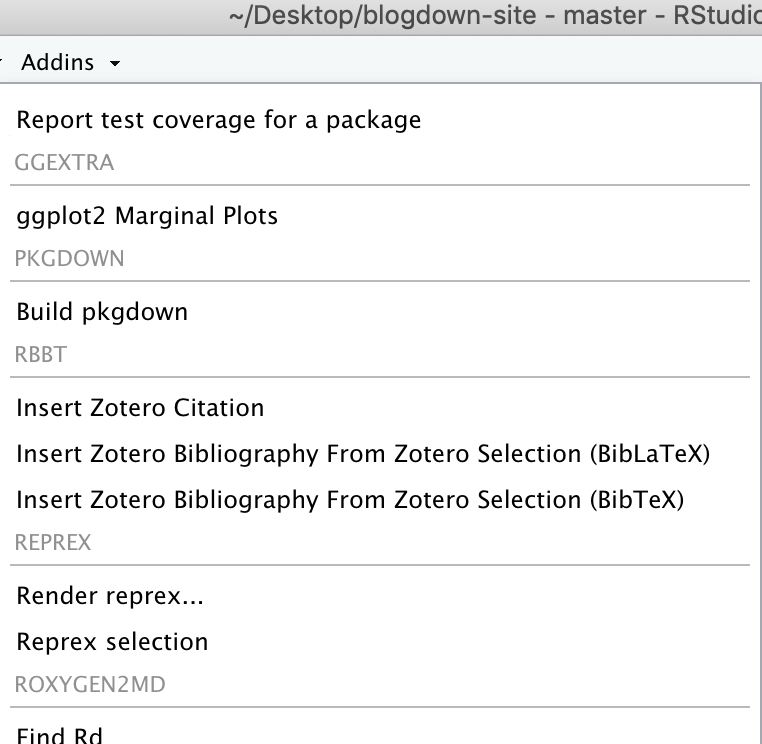 ~/Desktop/blogdown-site - master - RStudio
Addins
Report test coverage for a package
GGEXTRA
ggplot2 Marginal Plots
PKGDOWN
Build pkgdown
RBBT
Insert Zotero Citation
Insert Zotero Bibliography From Zotero Selection (BibLaTeX)
Insert Zotero Bibliography From Zotero Selection (BibTeX)
REPREX
Render reprex...
Reprex selection
ROXYGEN2MD
Find Rd